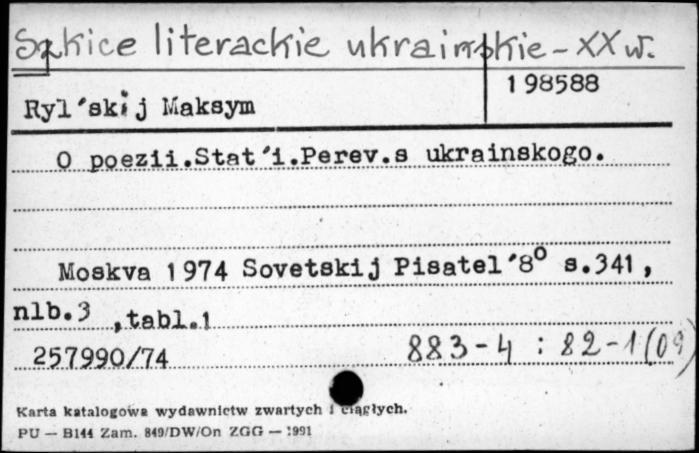 Szkice literackie ukraińskie - XX w.
198588
Ryl'skij Maksym
O poezii.Stat'i.Perev.s ukrainskogo.
Moskva 1974 Sovetskij Pisatel'8° s.341,
nlb.3 ,tabl.1
257990/74 883-4 : 82-1(09)
Karta katalogowa wydawnictw zwartych i ciągłych.
PU — B144 Zam. 849/DW/On ZGG — 1991